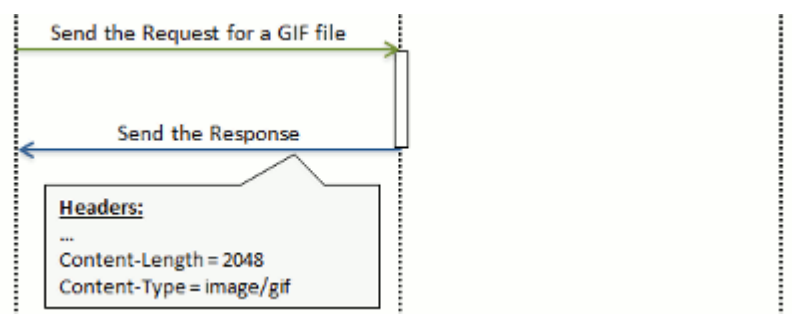 Send the Request for a GIF file
Send the Response
Headers:
...
Content-Length = 2048
Content-Type = image/gif